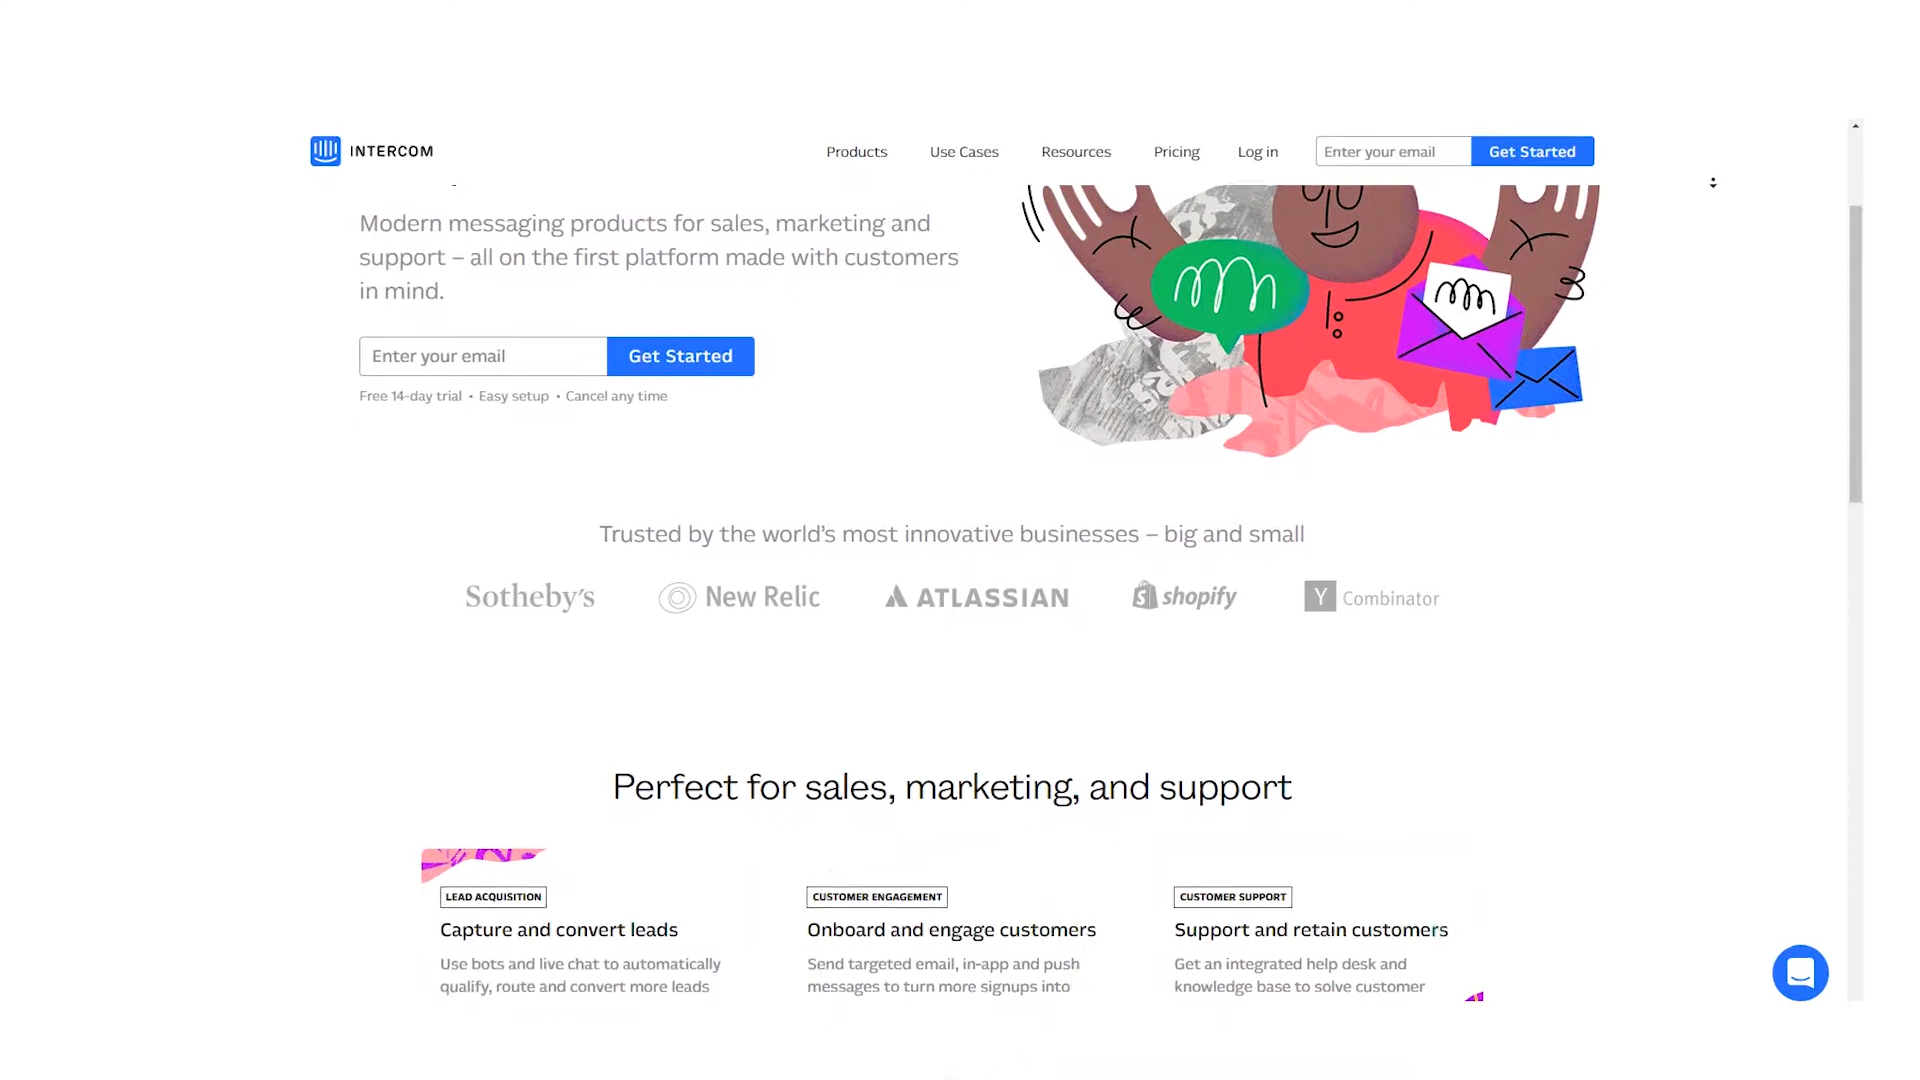 INTERCOM
Products Use Cases Resources Pricing Log in Enter your email Get Started
Modern messaging products for sales, marketing and
support – all on the first platform made with customers
in mind.
Enter your email Get Started
Free 14-day trial • Easy setup • Cancel any time
Trusted by the world’s most innovative businesses – big and small
Sotheby's New Relic ATLASSIAN shopify Y Combinator
Perfect for sales, marketing, and support
LEAD ACQUISITION
Capture and convert leads
Use bots and live chat to automatically
qualify, route and convert more leads
CUSTOMER ENGAGEMENT
Onboard and engage customers
Send targeted email, in-app and push
messages to turn more signups into
CUSTOMER SUPPORT
Support and retain customers
Get an integrated help desk and
knowledge base to solve customer